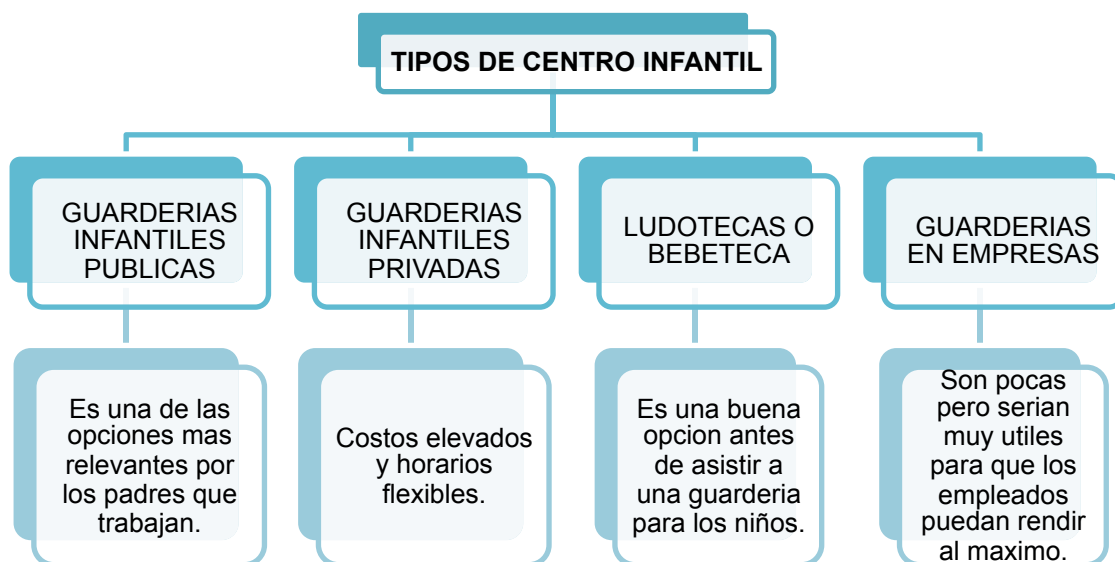 TIPOS DE CENTRO INFANTIL
GUARDERIAS
INFANTILES
PUBLICAS
GUARDERIAS
INFANTILES
PRIVADAS
LUDOTECAS O
BEBETECA
GUARDERIAS
EN EMPRESAS
Es una de las
opciones mas
relevantes por
los padres que
trabajan.
Costos elevados
y horarios
flexibles.
Es una buena
opcion antes
de asistir a
una guarderia
para los niños.
Son pocas
pero serian
muy utiles
para que los
empleados
puedan rendir
al maximo.